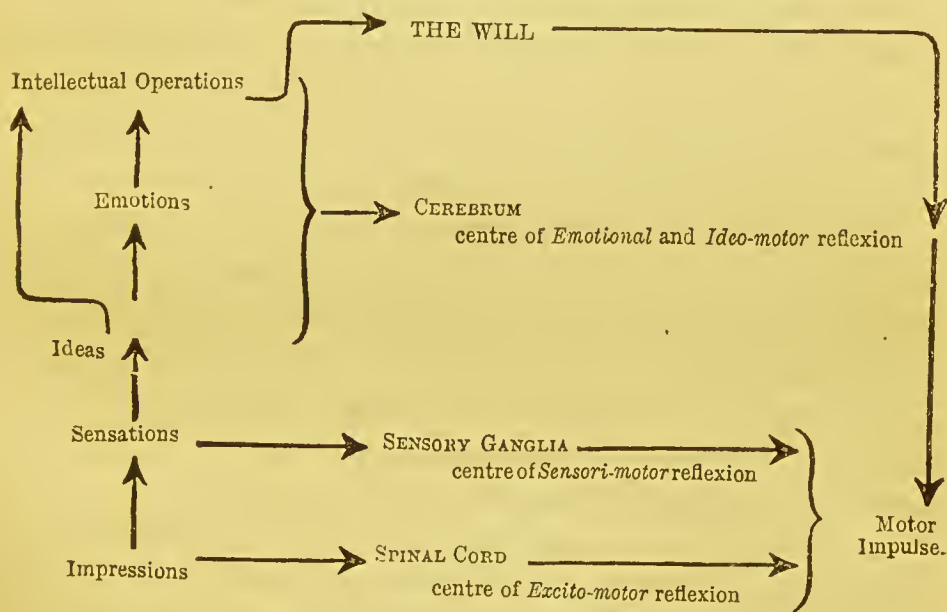 THE WILL
Intellectual Operations
Emotions
CEREBRUM
centre of Emotional and Ideo-motor reflexion
Ideas
Sensations
SENSORY GANGLIA
centre of Sensori-motor reflexion
Motor
Impulse.
Impressions
SPINAL CORD
centre of Excito-motor reflexion